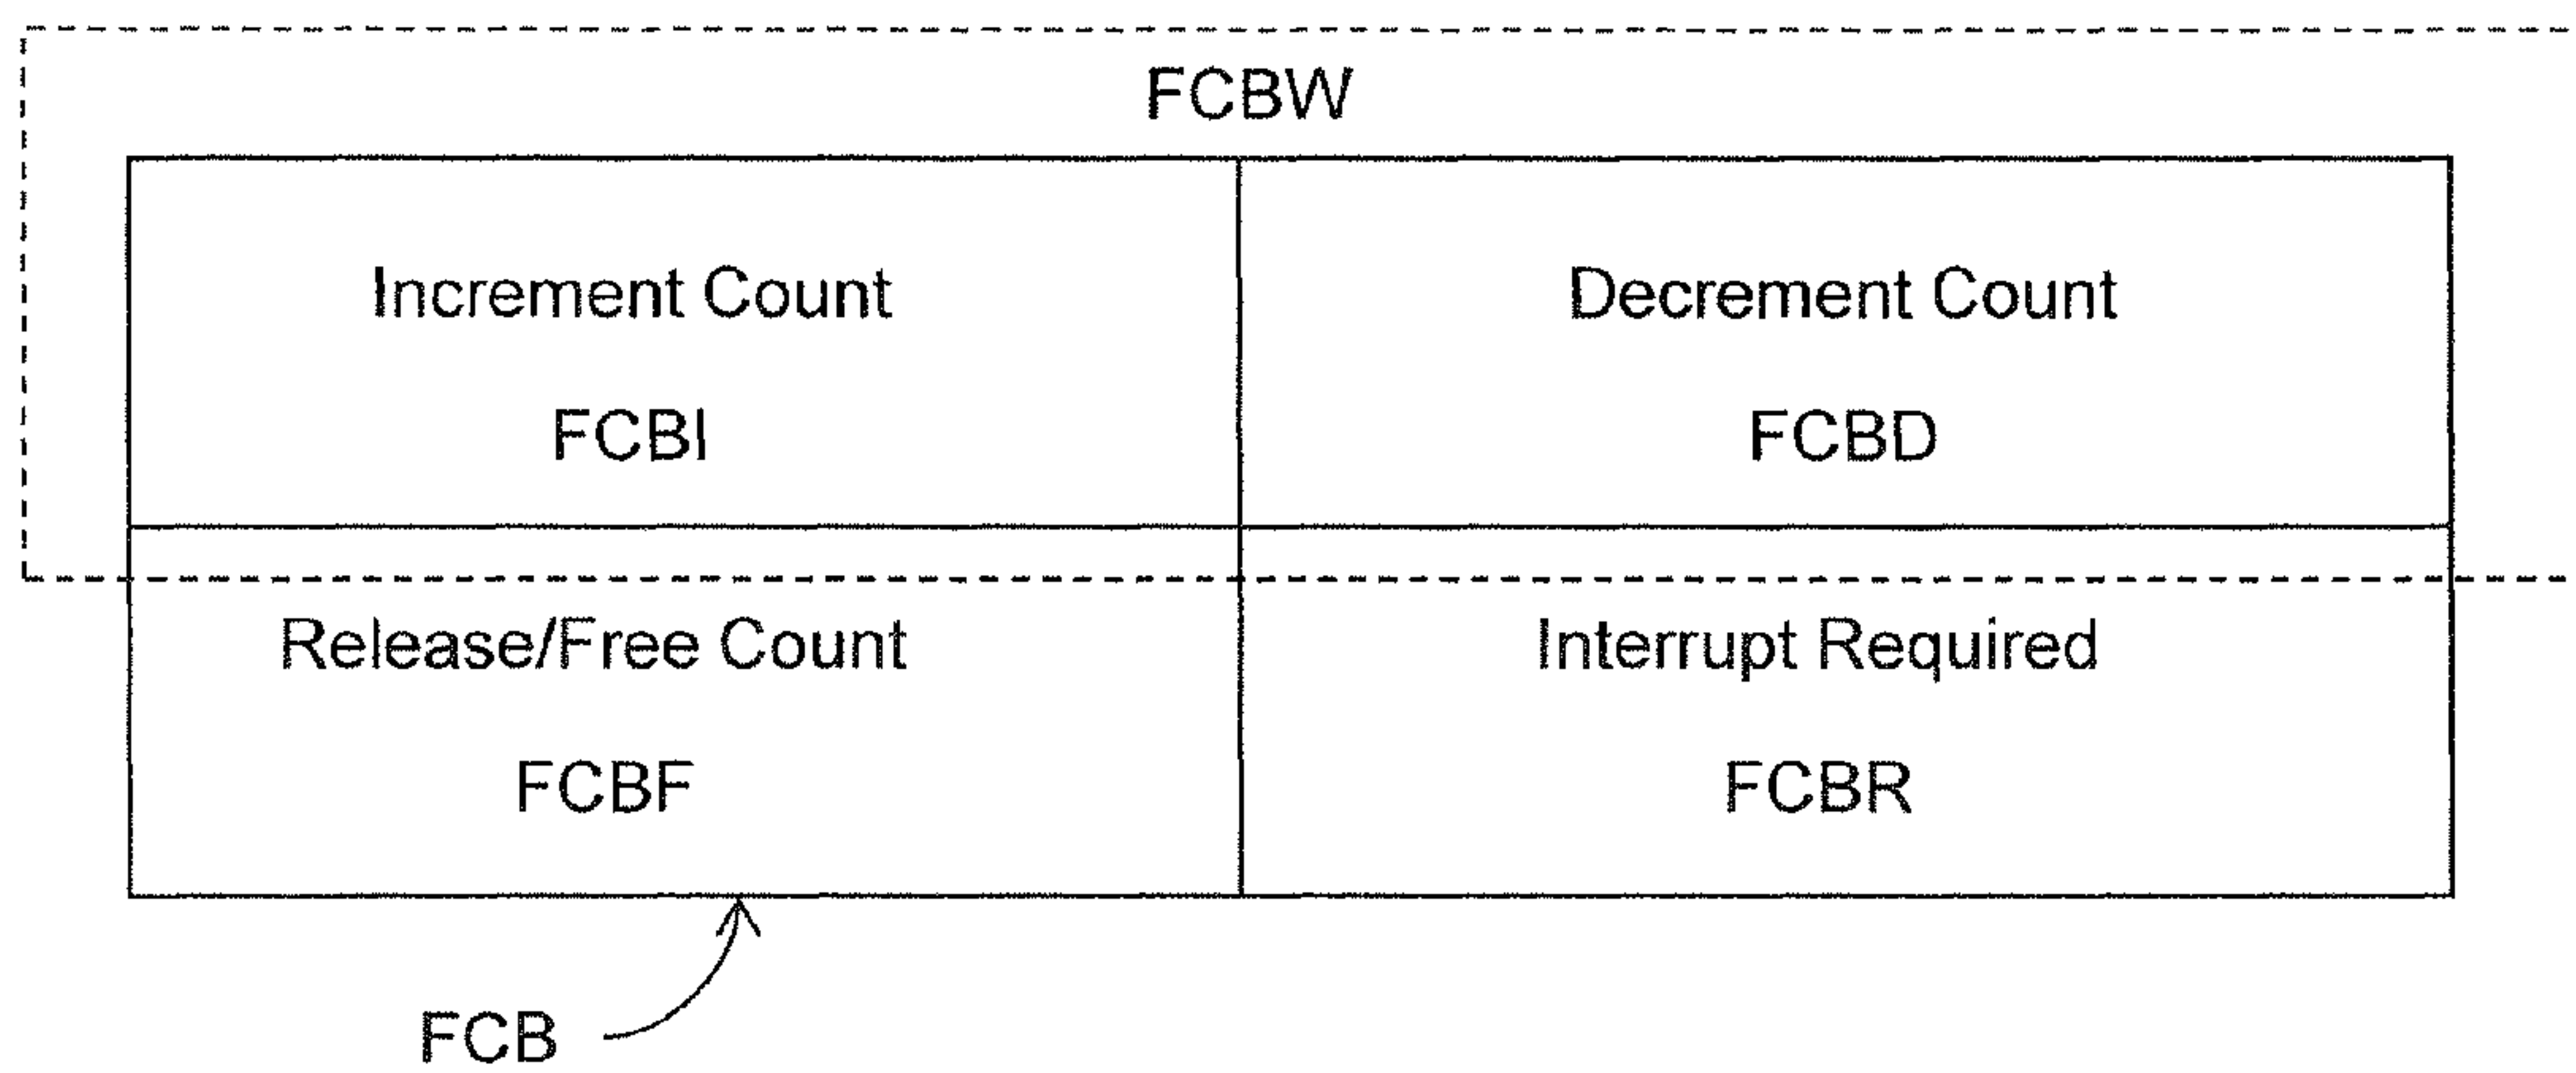 FCBW
Increment Count
FCBI
Decrement Count
FCBD
Release/Free Count
FCBF
Interrupt Required
FCBR
FCB